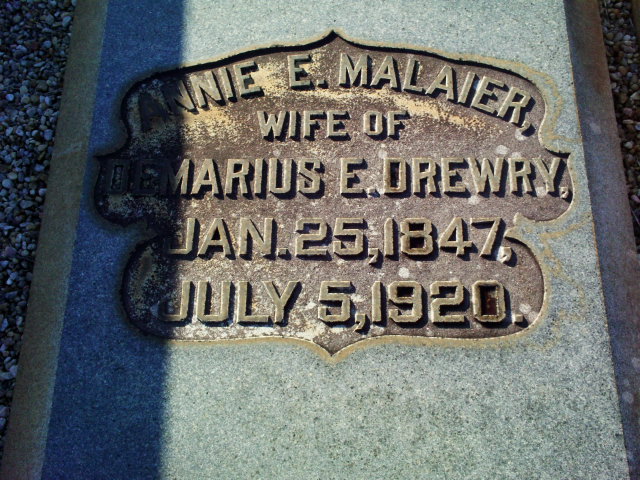 ANNIE E. MALAIER,
WIFE OF
DEMARIUS E. DREWRY,
JAN. 25, 1847,
JULY 5, 1920.